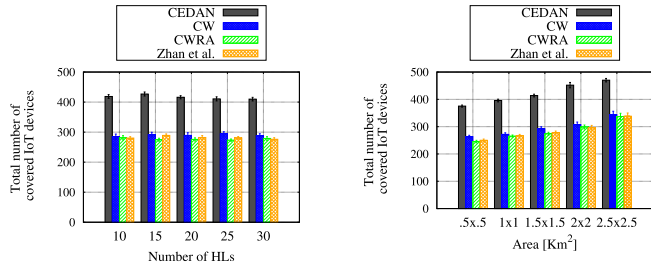 CEDAN
CW
CWRA
Zhan et al.
500
400
300
200
100
0
Total number of
covered IoT devices
10 15 20 25 30
Number of HLs
CEDAN
CW
CWRA
Zhan et al.
500
400
300
200
100
0
Total number of
covered IoT devices
.5x.5 1x1 1.5x1.5 2x2 2.5x2.5
Area [Km²]